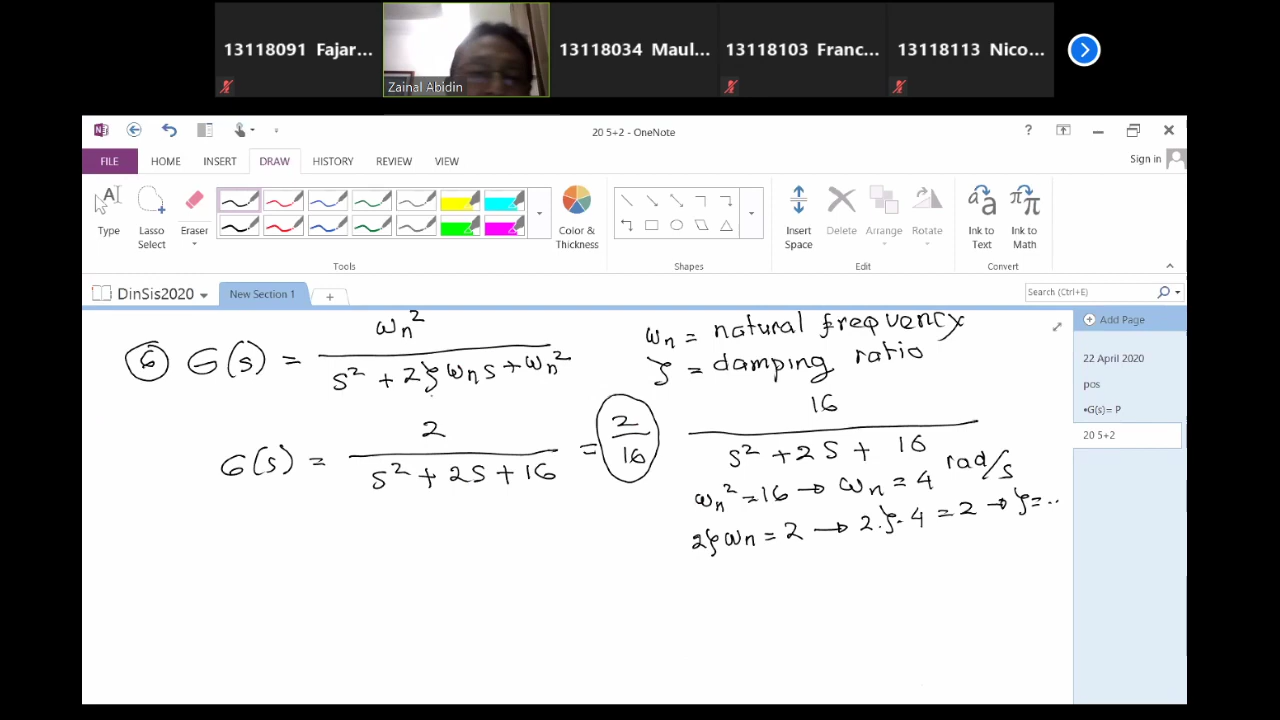 13118091 Fajar...
Zainal Abidin
13118034 Maul...
13118103 Franc...
13118113 Nico...
20 5+2 - OneNote
?
FILE HOME INSERT DRAW HISTORY REVIEW VIEW
Sign in
Type
Lasso Select
Eraser
Color & Thickness
Insert Space
Delete
Arrange
Rotate
Ink to Text
Ink to Math
Tools
Shapes
Edit
Convert
DinSis2020
New Section 1
+
Search (Ctrl+E)
Add Page
22 April 2020
pos
•G(s)= P
20 5+2
⑥ G(s) = ωn² / (s² + 2ζωns + ωn²)
ωn = natural frequency
ζ = damping ratio
G(s) = 2 / (s² + 2s + 16) = 2/16 16 / (s² + 2s + 16)
ωn² = 16 → ωn = 4 rad/s
2ζωn = 2 → 2.ζ.4 = 2 → ζ = ...